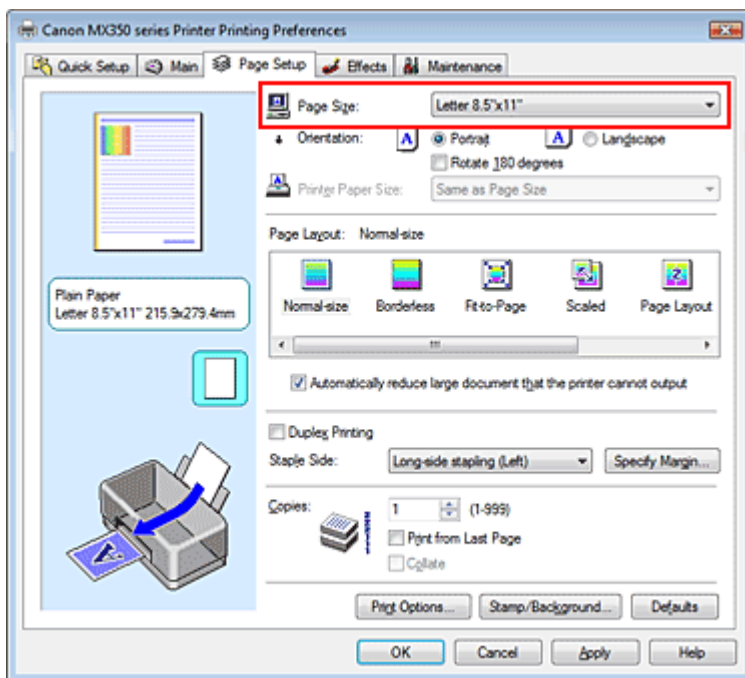 Canon MX350 series Printer Printing Preferences
Quick Setup Main Page Setup Effects Maintenance
Page Size: Letter 8.5"x11"
Orientation: A Portrait A Landscape
Rotate 180 degrees
Printer Paper Size: Same as Page Size
Page Layout: Normal-size
Normal-size Borderless Fit-to-Page Scaled Page Layout
Automatically reduce large document that the printer cannot output
Plain Paper
Letter 8.5"x11" 215.9x279.4mm
Duplex Printing
Staple Side: Long-side stapling (Left) Specify Margin...
Copies: 1 (1-999)
Print from Last Page
Collate
A
Print Options... Stamp/Background... Defaults
OK Cancel Apply Help